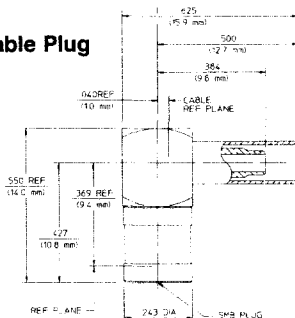 .625
(15.9 mm)
able Plug
.500
(12.7 mm)
.384
(9.8 mm)
.040REF
(1.0 mm)
CABLE
REF PLANE
.550 REF
(14.0 mm)
.369 REF
(9.4 mm)
.427
(10.8 mm)
REF PLANE
.243 DIA
SMB PLUG